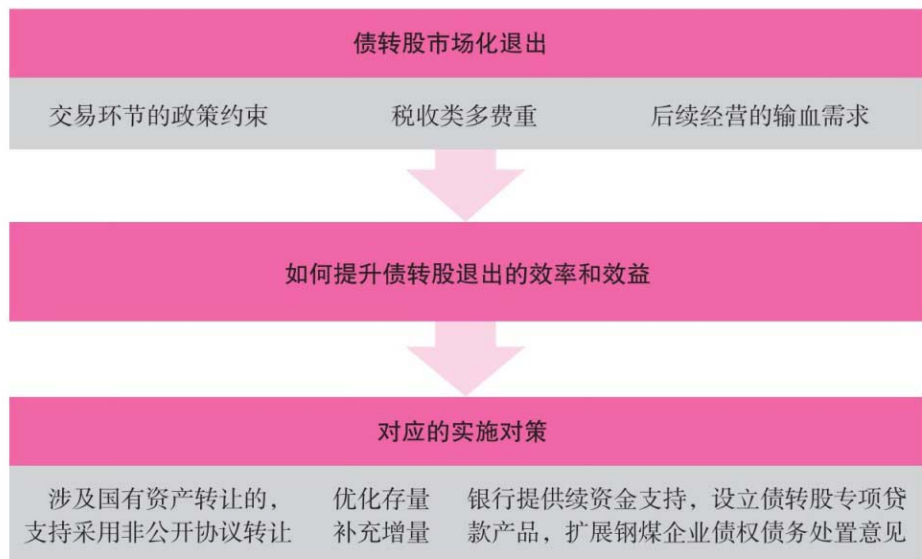 债转股市场化退出
交易环节的政策约束 税收类多费重 后续经营的输血需求
如何提升债转股退出的效率和效益
对应的实施对策
涉及国有资产转让的， 优化存量 银行提供续资金支持，设立债转股专项贷
支持采用非公开协议转让 补充增量 款产品，扩展钢煤企业债权债务处置意见